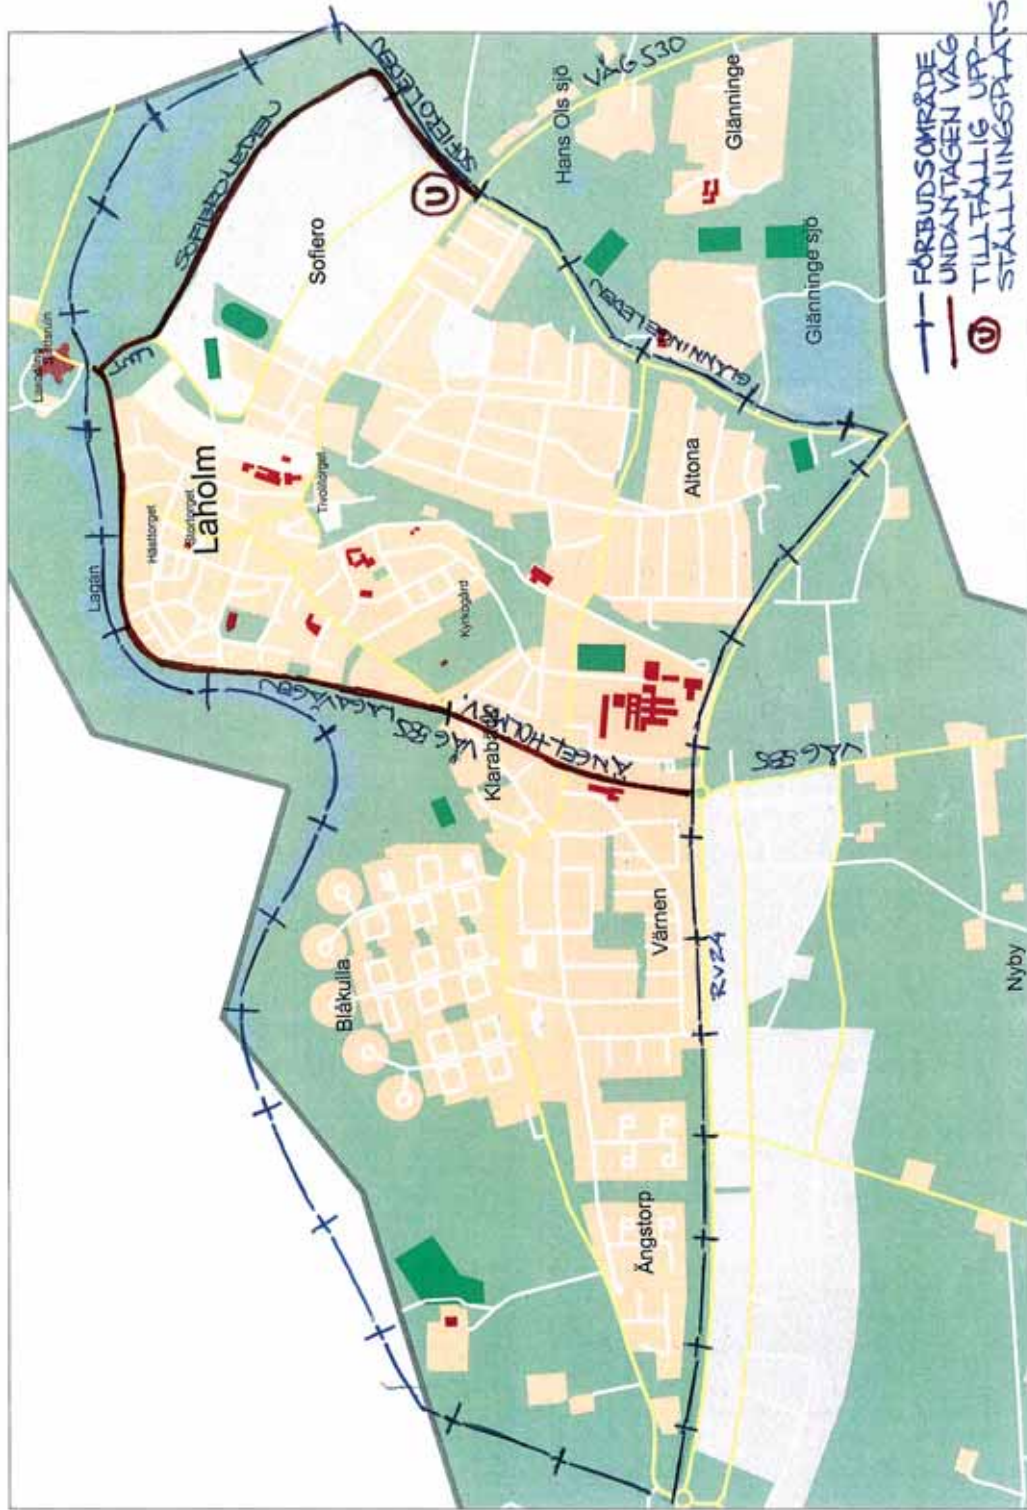 SOFIEROLEDEN
SOFIEROLEDEN
VÄG 530
Hans Ols sjö
Glänninge
Sofiero
Glänninge sjö
GLÄNNINGELEDEN
Lagan
Hästtorget
Stortorget
Laholm
Tivolitorget
Altona
Kyrkogård
VÄG 585 LAGAVÄGEN
ÄNGELHOLMSV.
VÄG 585
Blåkulla
Värnen
RV24
Nyby
Ängstorp
FÖRBUDSOMRÅDE
UNDANTAGEN VÄG
U TILLFÄLLIG UPP-
STÄLLNINGSPLATS
U